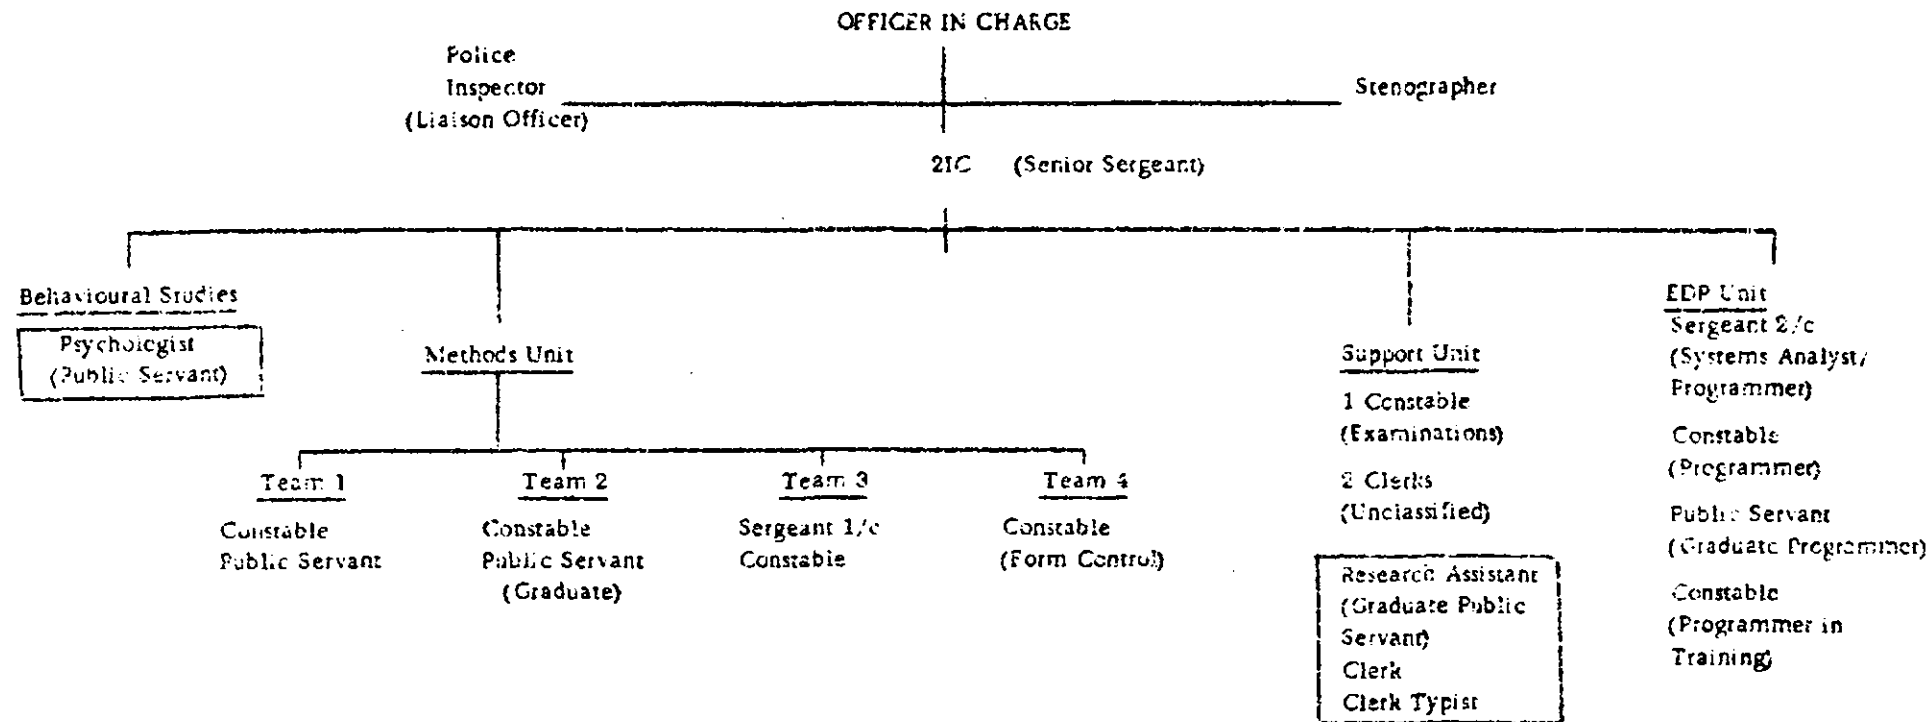 OFFICER IN CHARGE
Police
Inspector
(Liaison Officer)
Stenographer
2IC (Senior Sergeant)
Behavioural Studies
Psychologist
(Public Servant)
Methods Unit
Team 1
Constable
Public Servant
Team 2
Constable
Public Servant
(Graduate)
Team 3
Sergeant 1/c
Constable
Team 4
Constable
(Form Control)
Support Unit
1 Constable
(Examinations)
2 Clerks
(Unclassified)
Research Assistant
(Graduate Public
Servant)
Clerk
Clerk Typist
EDP Unit
Sergeant 2/c
(Systems Analyst/
Programmer)
Constable
(Programmer)
Public Servant
(Graduate Programmer)
Constable
(Programmer in
Training)